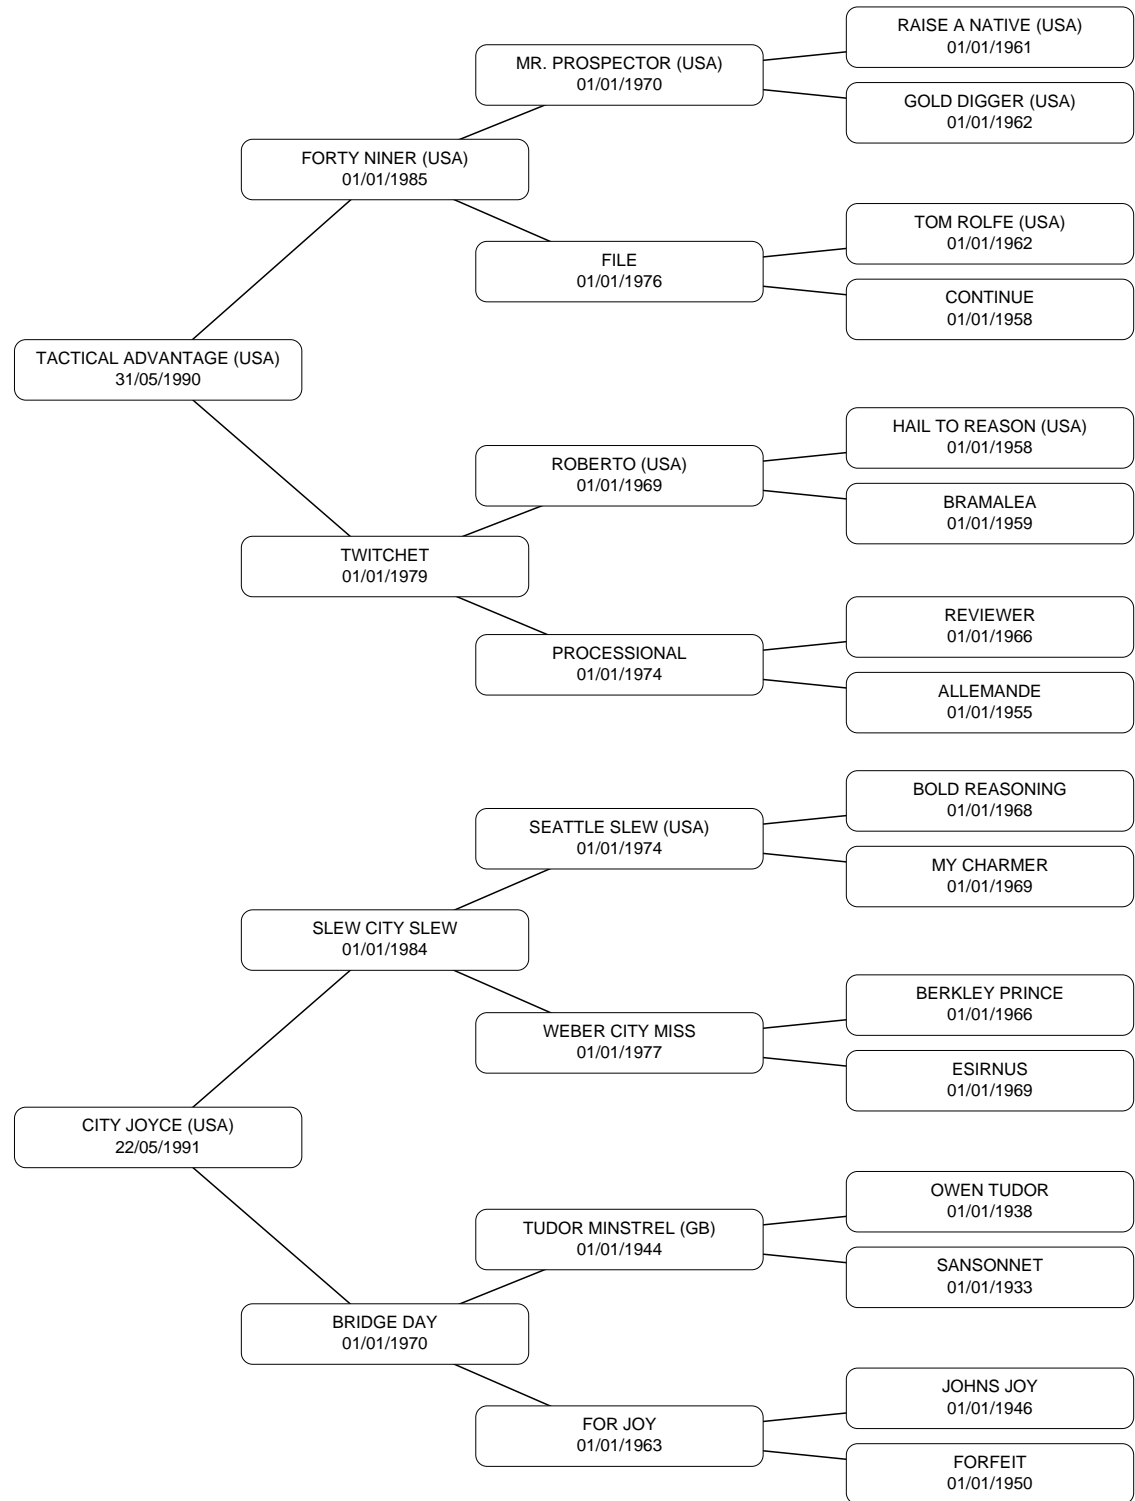 RAISE A NATIVE (USA)
01/01/1961
MR. PROSPECTOR (USA)
01/01/1970
GOLD DIGGER (USA)
01/01/1962
FORTY NINER (USA)
01/01/1985
TOM ROLFE (USA)
01/01/1962
FILE
01/01/1976
CONTINUE
01/01/1958
TACTICAL ADVANTAGE (USA)
31/05/1990
HAIL TO REASON (USA)
01/01/1958
ROBERTO (USA)
01/01/1969
BRAMALEA
01/01/1959
TWITCHET
01/01/1979
REVIEWER
01/01/1966
PROCESSIONAL
01/01/1974
ALLEMANDE
01/01/1955
BOLD REASONING
01/01/1968
SEATTLE SLEW (USA)
01/01/1974
MY CHARMER
01/01/1969
SLEW CITY SLEW
01/01/1984
BERKLEY PRINCE
01/01/1966
WEBER CITY MISS
01/01/1977
ESIRNUS
01/01/1969
CITY JOYCE (USA)
22/05/1991
OWEN TUDOR
01/01/1938
TUDOR MINSTREL (GB)
01/01/1944
SANSONNET
01/01/1933
BRIDGE DAY
01/01/1970
JOHNS JOY
01/01/1946
FOR JOY
01/01/1963
FORFEIT
01/01/1950